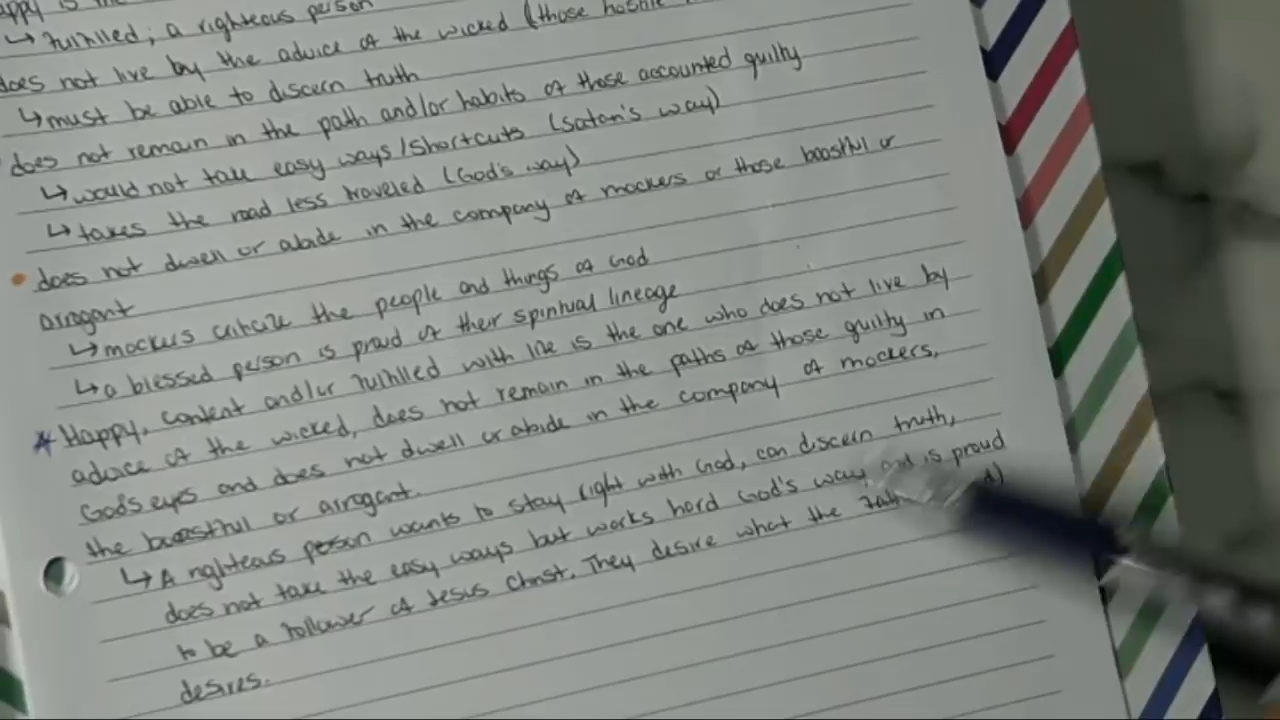 ↳ fulfilled; a righteous person
does not live by the advice of the wicked (those hostile
↳ must be able to discern truth
does not remain in the path and/or habits of those accounted guilty
↳ would not take easy ways/shortcuts (satan's way)
↳ takes the road less traveled (God's way)
• does not dwell or abide in the company of mockers or those boastful or
arrogant
↳ mockers criticize the people and things of God
↳ a blessed person is proud of their spiritual lineage
* Happy, content and/or fulfilled with life is the one who does not live by
advice of the wicked, does not remain in the paths of those guilty in
God's eyes and does not dwell or abide in the company of mockers,
the boastful or arrogant.
↳ A righteous person wants to stay right with God, can discern truth,
does not take the easy ways but works hard God's way and is proud
to be a follower of Jesus Christ. They desire what the
desires.